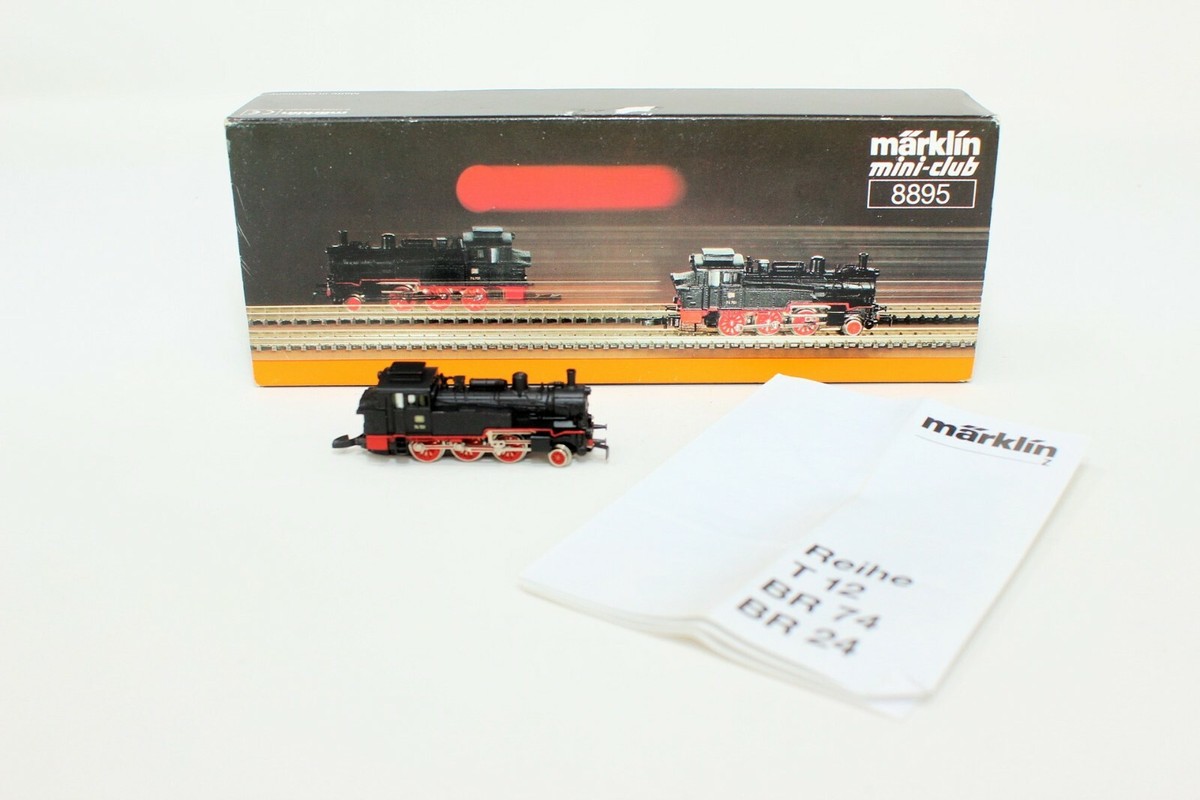 märklin
mini-club
8895
märklin
Z
Reihe
T 12
BR 74
BR 24